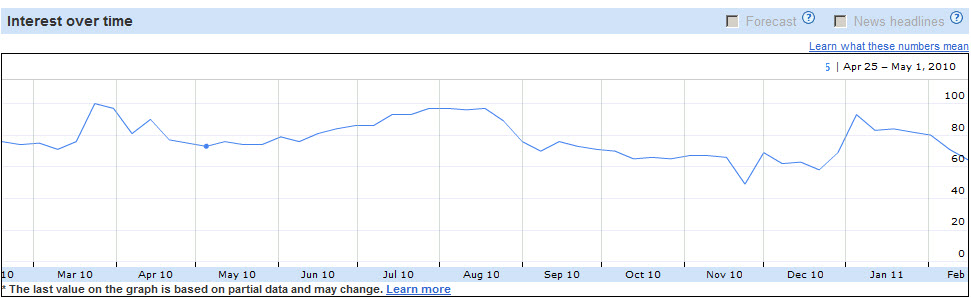 Interest over time
Forecast ?
News headlines ?
Learn what these numbers mean
5 | Apr 25 – May 1, 2010
100
80
60
40
20
0
10 Mar 10 Apr 10 May 10 Jun 10 Jul 10 Aug 10 Sep 10 Oct 10 Nov 10 Dec 10 Jan 11 Feb
* The last value on the graph is based on partial data and may change. Learn more